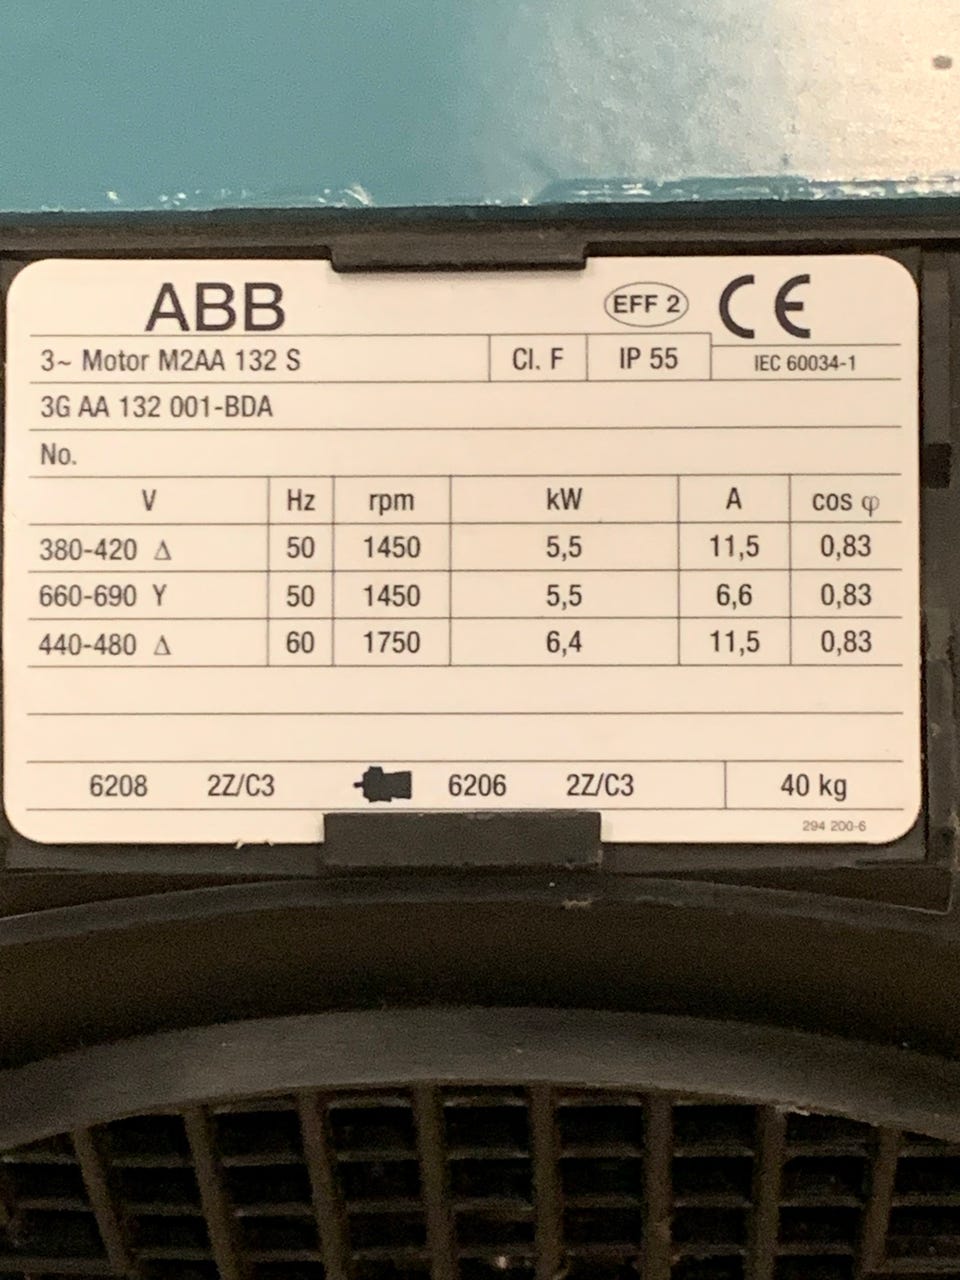 ABB EFF 2 CE
3~ Motor M2AA 132 S Cl. F IP 55 IEC 60034-1
3G AA 132 001-BDA
No.
V Hz rpm kW A cos φ
380-420 Δ 50 1450 5,5 11,5 0,83
660-690 Y 50 1450 5,5 6,6 0,83
440-480 Δ 60 1750 6,4 11,5 0,83
6208 2Z/C3 6206 2Z/C3 40 kg
294 200-6